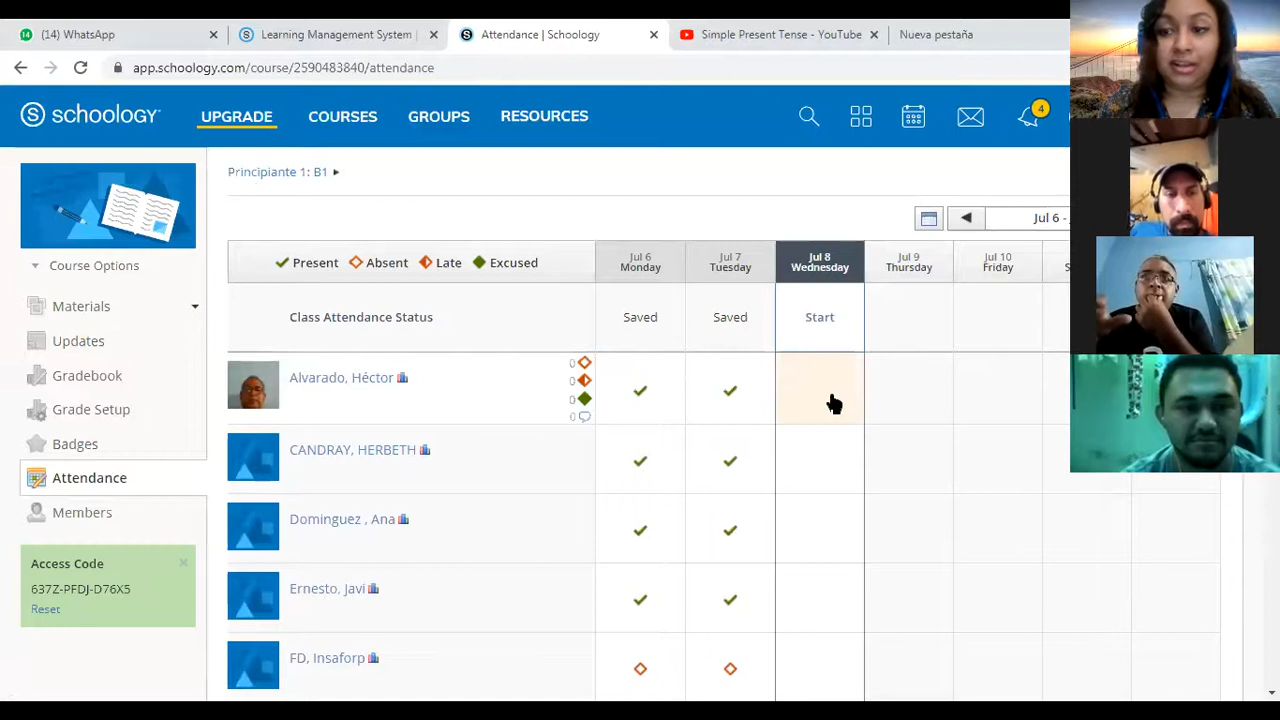 14 (14) WhatsApp
Learning Management System |
Attendance | Schoology
Simple Present Tense - YouTube
Nueva pestaña
app.schoology.com/course/2590483840/attendance
S schoology
UPGRADE
COURSES
GROUPS
RESOURCES
4
Principiante 1: B1
Jul 6 -
Course Options
Materials
Updates
Gradebook
Grade Setup
Badges
Attendance
Members
Access Code
637Z-PFDJ-D76X5
Reset
Present Absent Late Excused
Jul 6 Monday
Jul 7 Tuesday
Jul 8 Wednesday
Jul 9 Thursday
Jul 10 Friday
S
Class Attendance Status
Saved
Saved
Start
Alvarado, Héctor
0
0
0
0
CANDRAY, HERBETH
Dominguez , Ana
Ernesto, Javi
FD, Insaforp